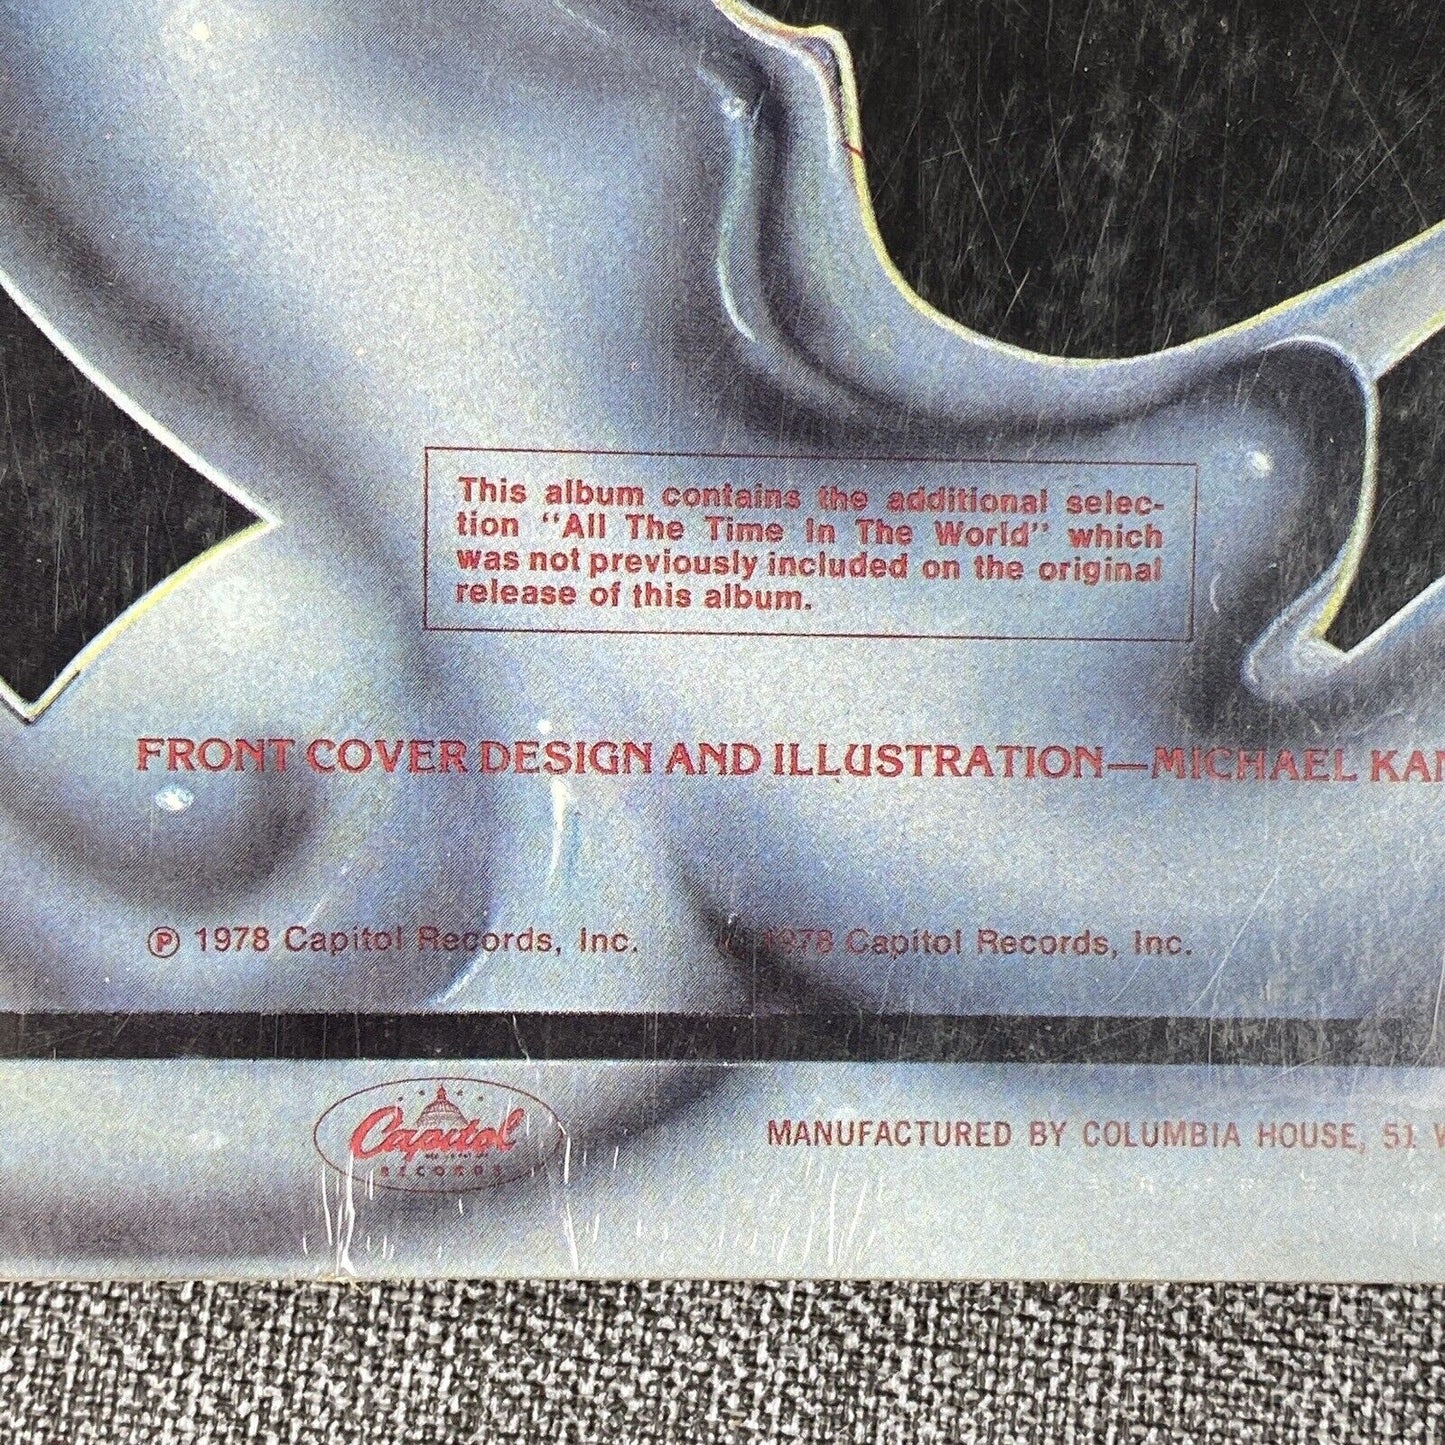 This album contains the additional selec-
tion "All The Time In The World" which
was not previously included on the original
release of this album.
FRONT COVER DESIGN AND ILLUSTRATION—MICHAEL
℗ 1978 Capitol Records, Inc. © 1978 Capitol Records, Inc.
Capitol
RECORDS
MANUFACTURED BY COLUMBIA HOUSE, 51